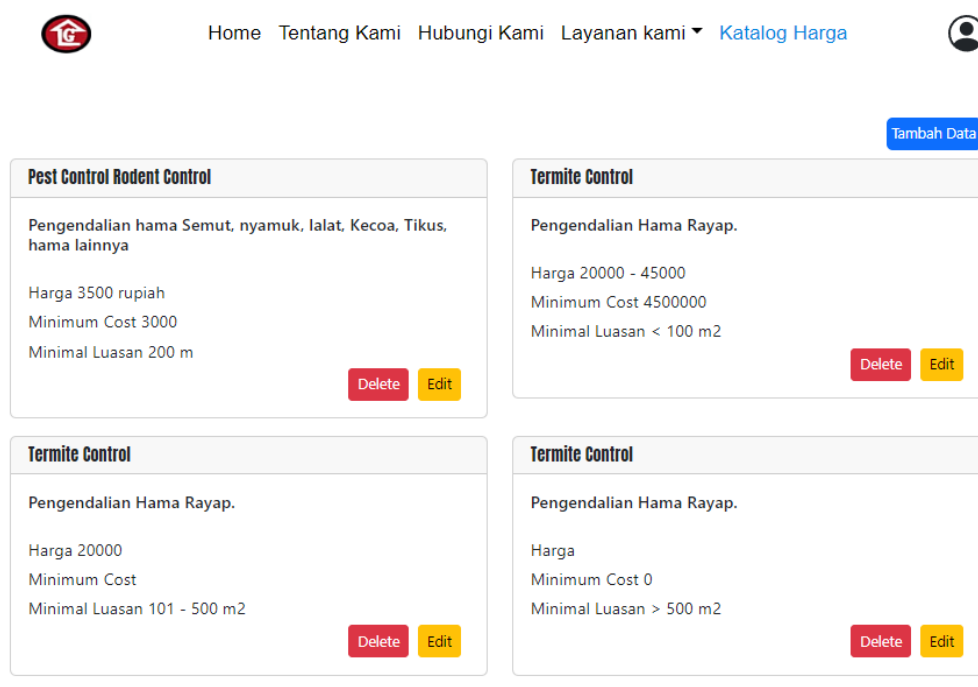 G
Home Tentang Kami Hubungi Kami Layanan kami Katalog Harga
Tambah Data
Pest Control Rodent Control
Pengendalian hama Semut, nyamuk, lalat, Kecoa, Tikus,
hama lainnya
Harga 3500 rupiah
Minimum Cost 3000
Minimal Luasan 200 m
Delete Edit
Termite Control
Pengendalian Hama Rayap.
Harga 20000 - 45000
Minimum Cost 4500000
Minimal Luasan < 100 m2
Delete Edit
Termite Control
Pengendalian Hama Rayap.
Harga 20000
Minimum Cost
Minimal Luasan 101 - 500 m2
Delete Edit
Termite Control
Pengendalian Hama Rayap.
Harga
Minimum Cost 0
Minimal Luasan > 500 m2
Delete Edit